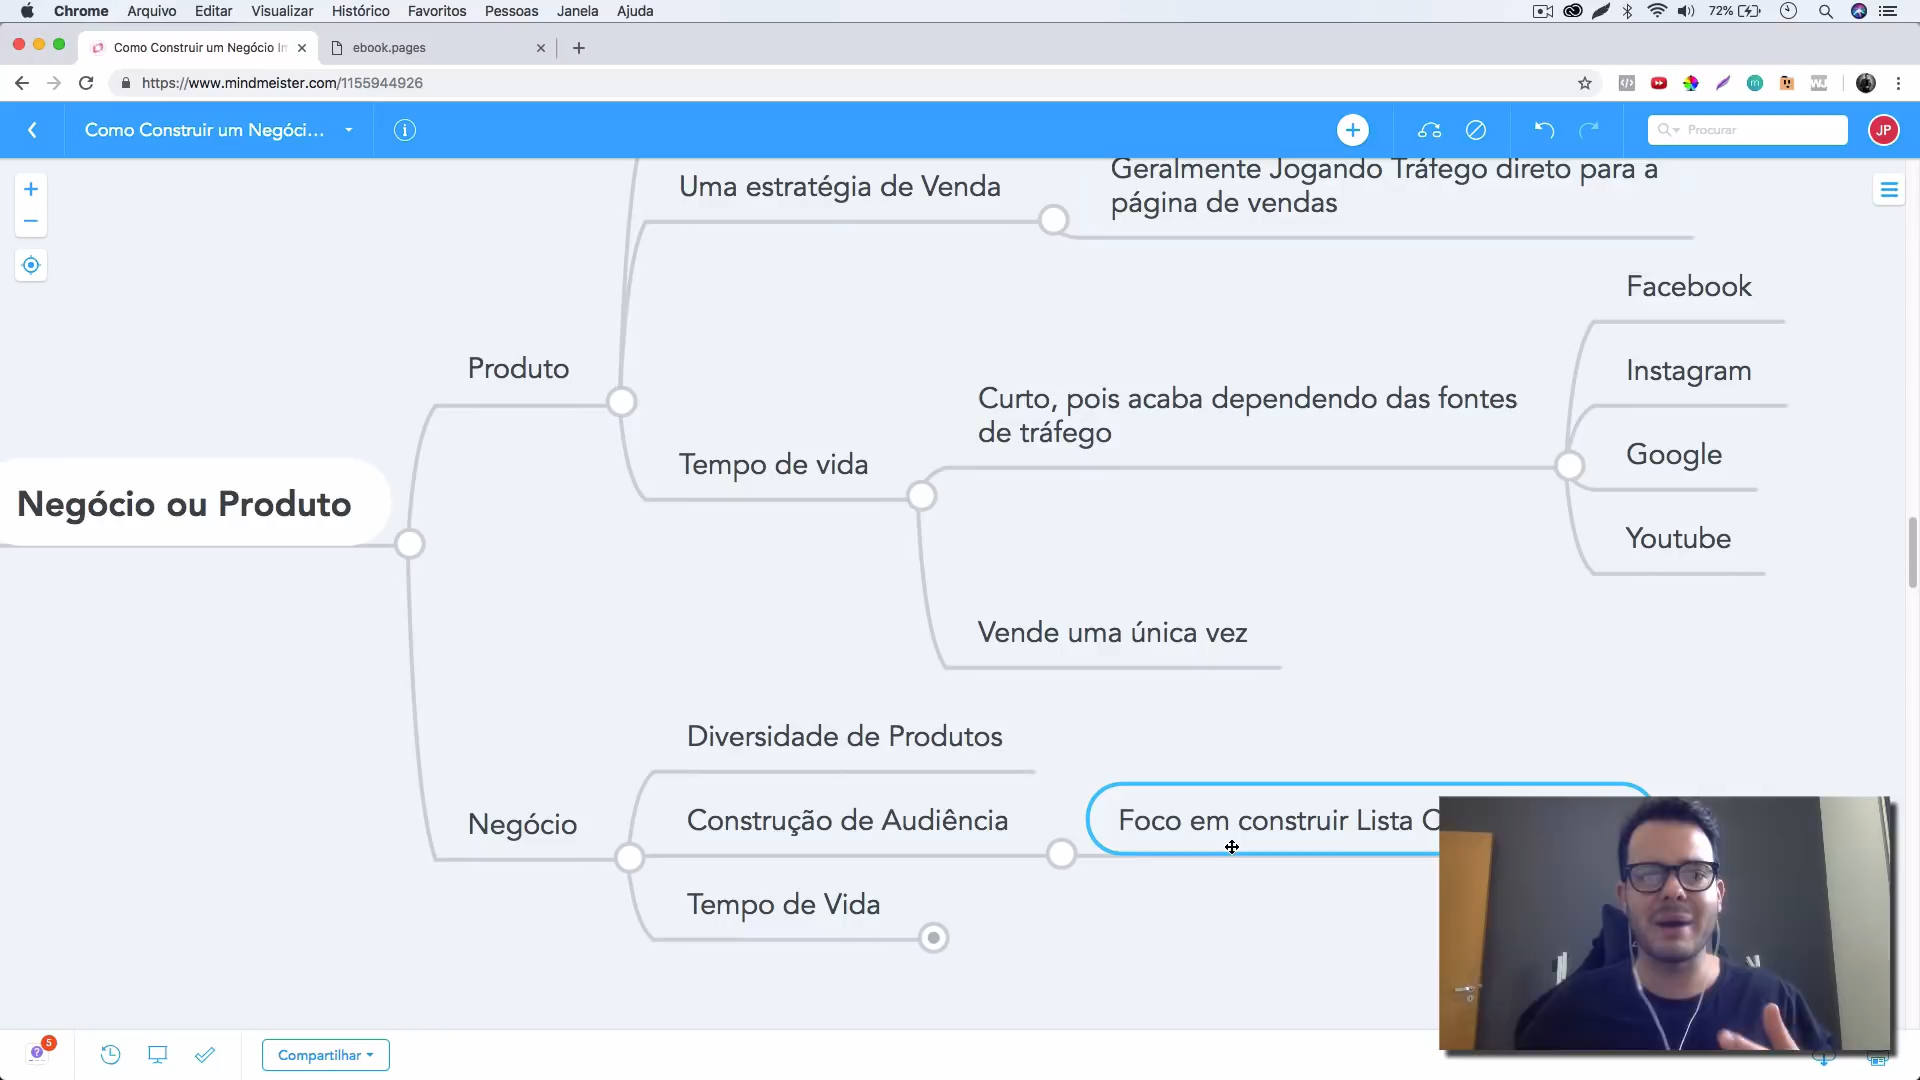 Chrome Arquivo Editar Visualizar Histórico Favoritos Pessoas Janela Ajuda
72%
Como Construir um Negócio
ebook.pages
https://www.mindmeister.com/1155944926
Como Construir um Negóci...
Procurar
JP
Uma estratégia de Venda
Geralmente Jogando Tráfego direto para a
página de vendas
Facebook
Produto
Instagram
Curto, pois acaba dependendo das fontes
de tráfego
Tempo de vida
Google
Negócio ou Produto
Youtube
Vende uma única vez
Diversidade de Produtos
Negócio
Construção de Audiência
Foco em construir Lista
Tempo de Vida
5
Compartilhar